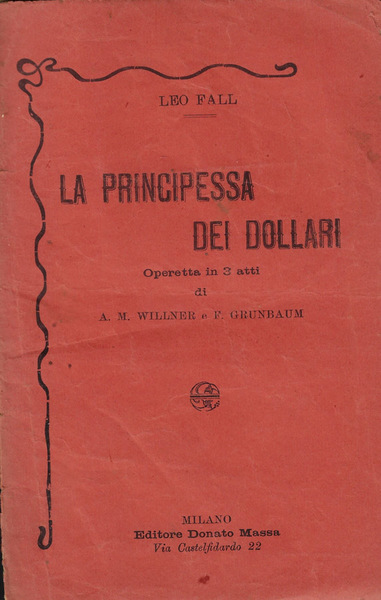 LEO FALL
LA PRINCIPESSA
DEI DOLLARI
Operetta in 3 atti
di
A. M. WILLNER e F. GRUNBAUM
MILANO
Editore Donato Massa
Via Castelfidardo 22